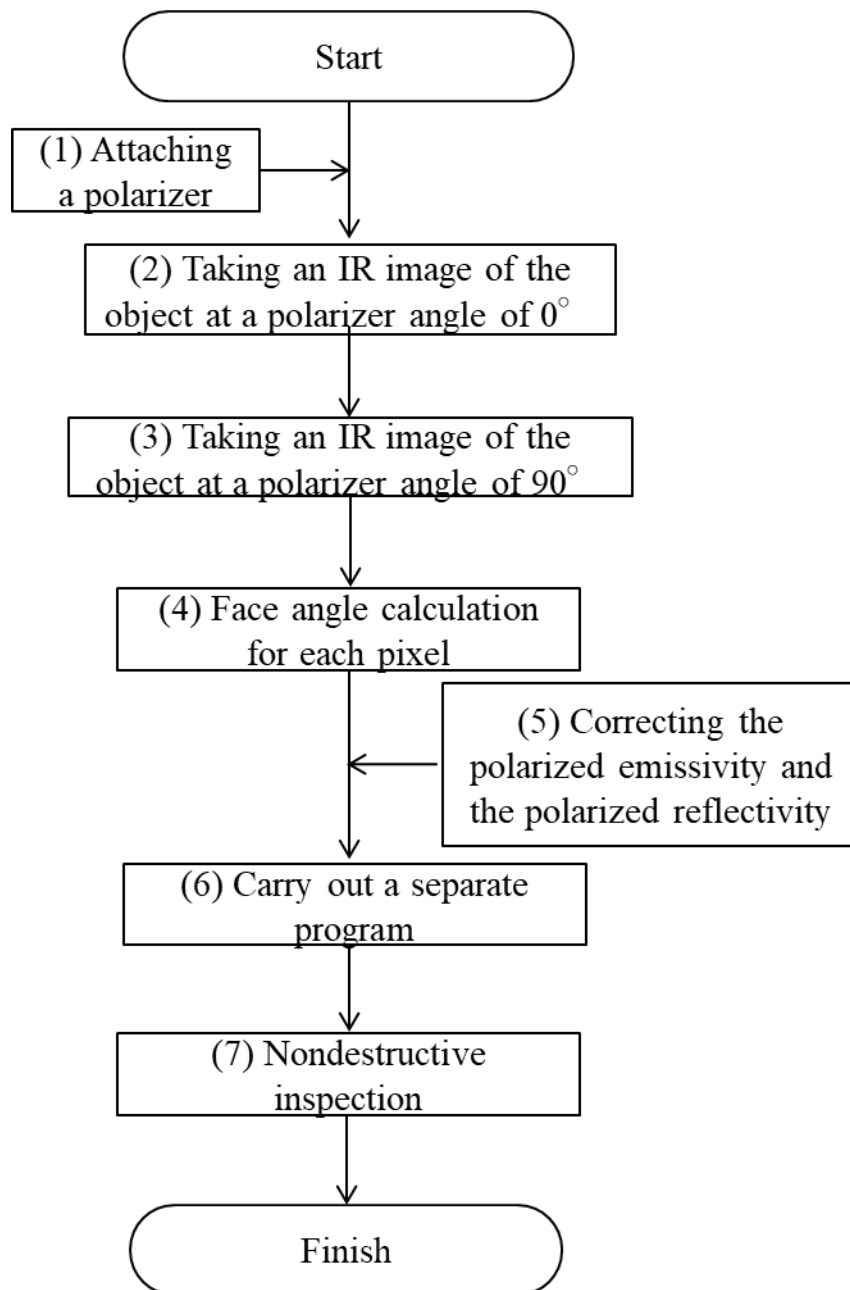 Start
(1) Attaching
a polarizer
(2) Taking an IR image of the
object at a polarizer angle of 0°
(3) Taking an IR image of the
object at a polarizer angle of 90°
(4) Face angle calculation
for each pixel
(5) Correcting the
polarized emissivity and
the polarized reflectivity
(6) Carry out a separate
program
(7) Nondestructive
inspection
Finish